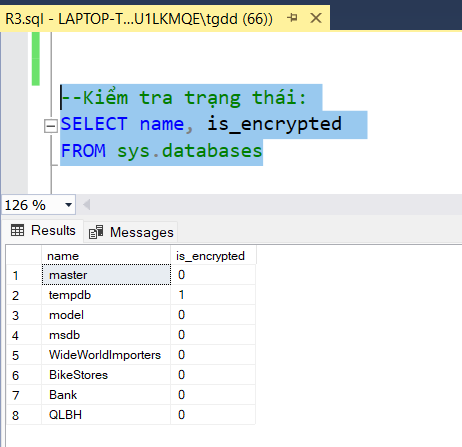 R3.sql - LAPTOP-T...U1LKMQE\tgdd (66))
--Kiểm tra trạng thái:
SELECT name, is_encrypted
FROM sys.databases
126 %
Results Messages
name is_encrypted
1 master 0
2 tempdb 1
3 model 0
4 msdb 0
5 WideWorldImporters 0
6 BikeStores 0
7 Bank 0
8 QLBH 0